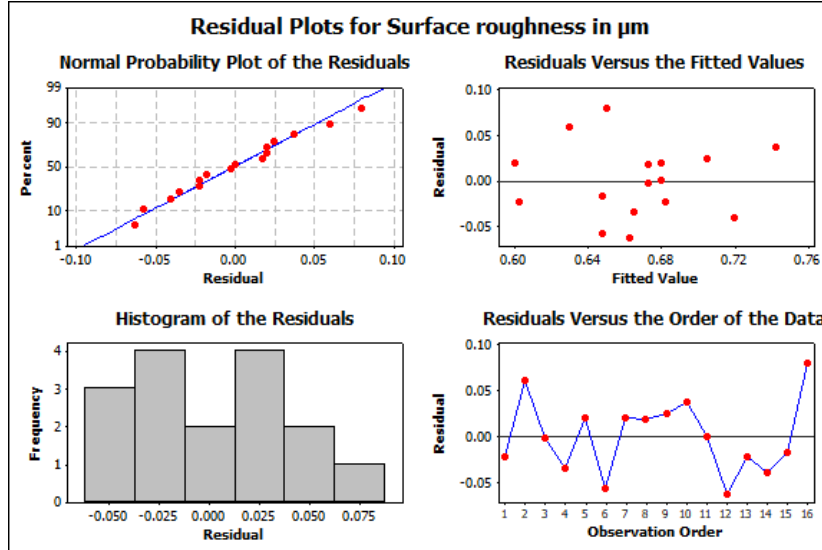 Residual Plots for Surface roughness in µm
Normal Probability Plot of the Residuals
99
90
50
10
1
Percent
-0.10 -0.05 0.00 0.05 0.10
Residual
Residuals Versus the Fitted Values
0.10
0.05
0.00
-0.05
Residual
0.60 0.64 0.68 0.72 0.76
Fitted Value
Histogram of the Residuals
4
3
2
1
0
Frequency
-0.050 -0.025 0.000 0.025 0.050 0.075
Residual
Residuals Versus the Order of the Data
0.10
0.05
0.00
-0.05
Residual
1 2 3 4 5 6 7 8 9 10 11 12 13 14 15 16
Observation Order